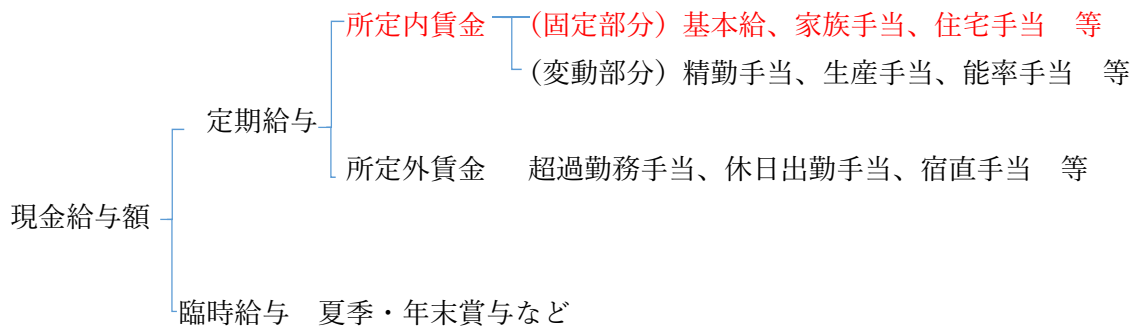 所定内賃金 (固定部分) 基本給、家族手当、住宅手当　等
(変動部分) 精勤手当、生産手当、能率手当　等
定期給与
所定外賃金　超過勤務手当、休日出勤手当、宿直手当　等
現金給与額
臨時給与　夏季・年末賞与など